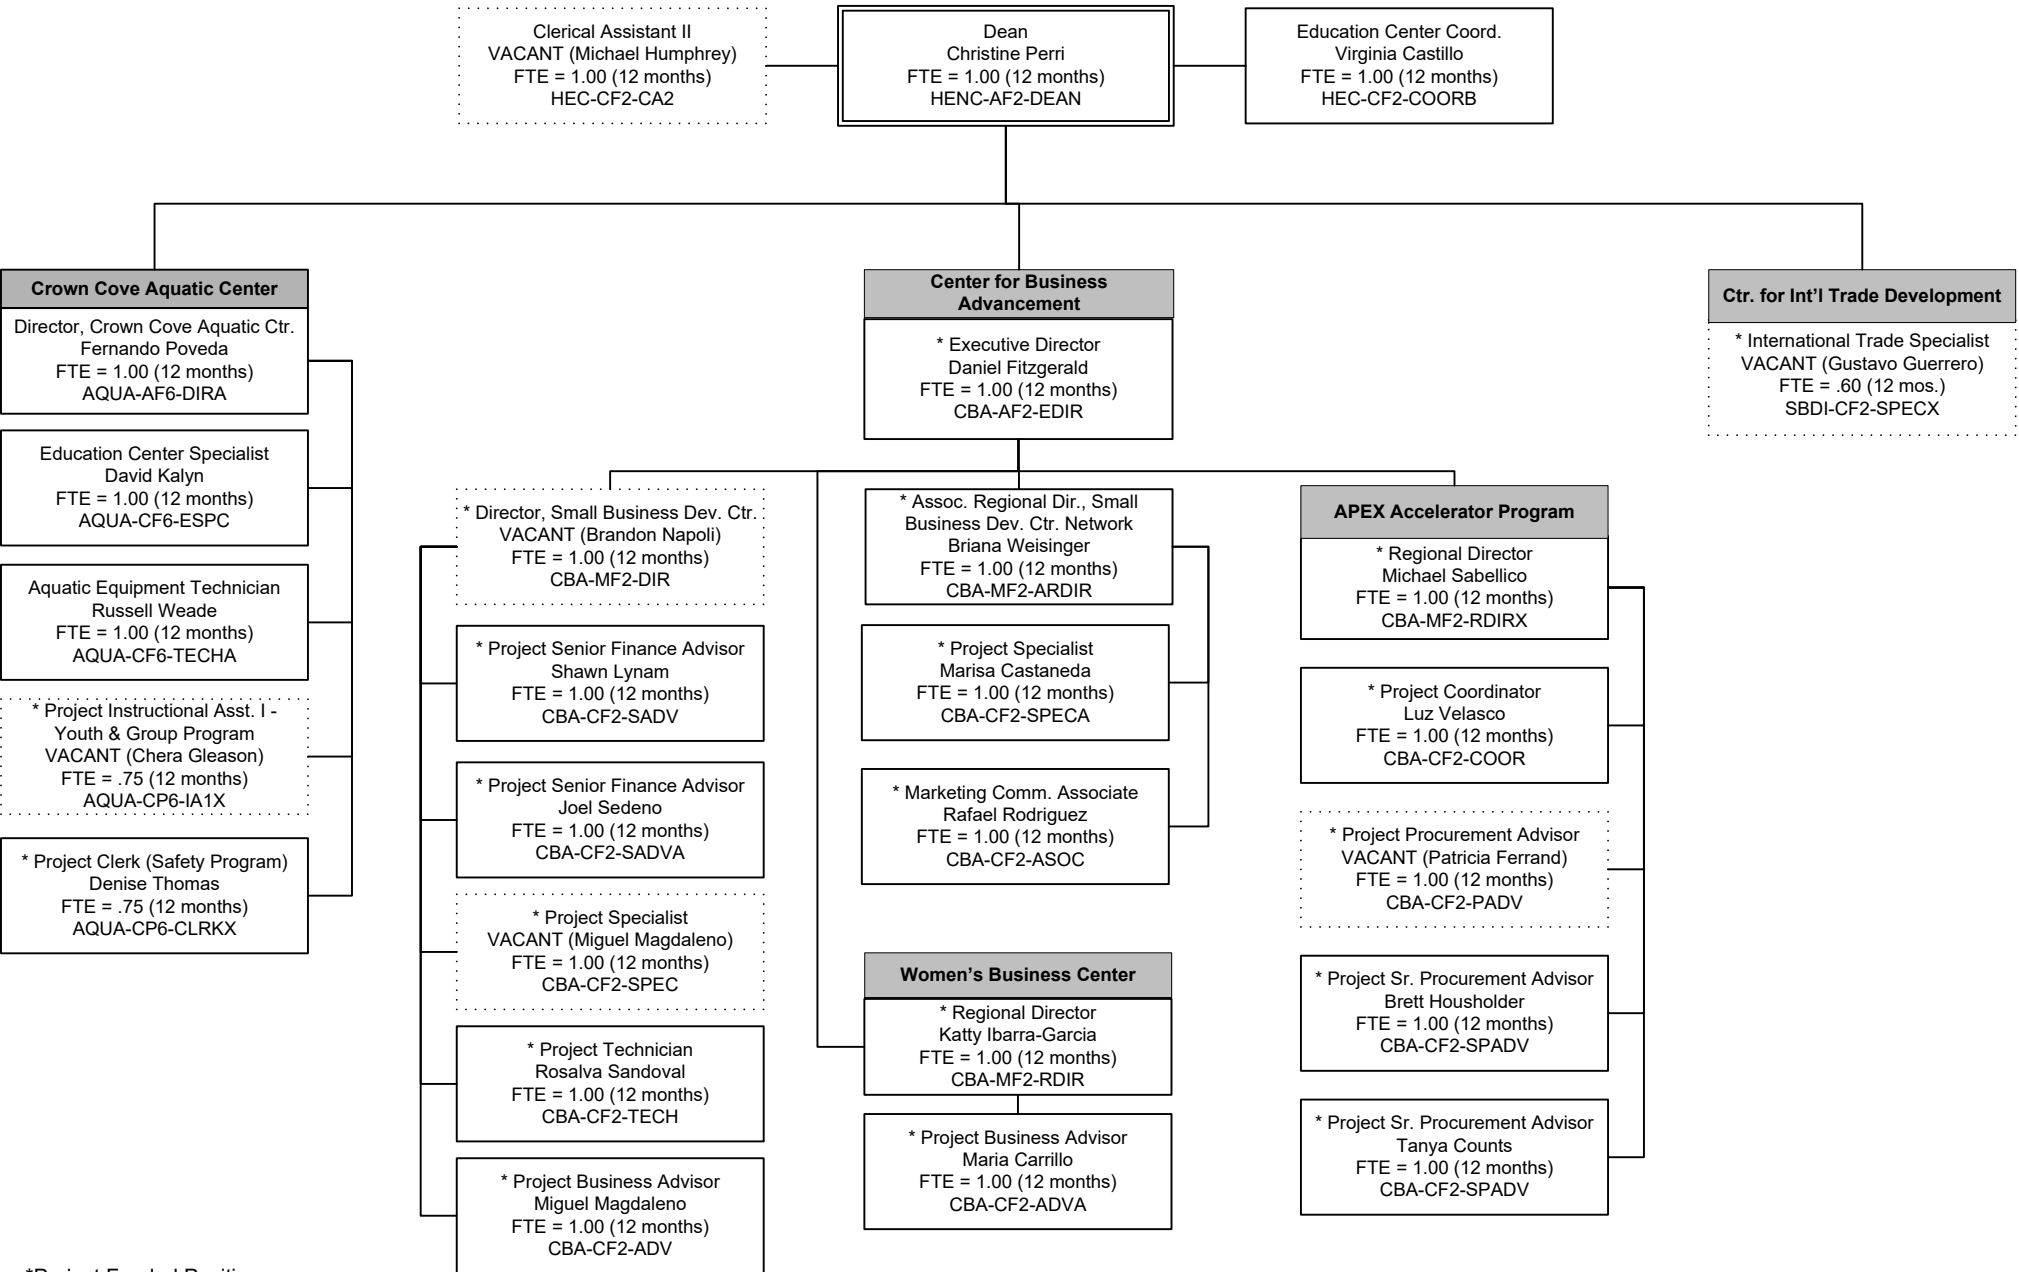 Clerical Assistant II
VACANT (Michael Humphrey)
FTE = 1.00 (12 months)
HEC-CF2-CA2
Dean
Christine Perri
FTE = 1.00 (12 months)
HENC-AF2-DEAN
Education Center Coord.
Virginia Castillo
FTE = 1.00 (12 months)
HEC-CF2-COORB
Crown Cove Aquatic Center
Director, Crown Cove Aquatic Ctr.
Fernando Poveda
FTE = 1.00 (12 months)
AQUA-AF6-DIRA
Education Center Specialist
David Kalyn
FTE = 1.00 (12 months)
AQUA-CF6-ESPC
Aquatic Equipment Technician
Russell Weade
FTE = 1.00 (12 months)
AQUA-CF6-TECHA
* Project Instructional Asst. I -
Youth & Group Program
VACANT (Chera Gleason)
FTE = .75 (12 months)
AQUA-CP6-IA1X
* Project Clerk (Safety Program)
Denise Thomas
FTE = .75 (12 months)
AQUA-CP6-CLRKX
Center for Business
Advancement
* Executive Director
Daniel Fitzgerald
FTE = 1.00 (12 months)
CBA-AF2-EDIR
* Director, Small Business Dev. Ctr.
VACANT (Brandon Napoli)
FTE = 1.00 (12 months)
CBA-MF2-DIR
* Project Senior Finance Advisor
Shawn Lynam
FTE = 1.00 (12 months)
CBA-CF2-SADV
* Project Senior Finance Advisor
Joel Sedeno
FTE = 1.00 (12 months)
CBA-CF2-SADVA
* Project Specialist
VACANT (Miguel Magdaleno)
FTE = 1.00 (12 months)
CBA-CF2-SPEC
* Project Technician
Rosalva Sandoval
FTE = 1.00 (12 months)
CBA-CF2-TECH
* Project Business Advisor
Miguel Magdaleno
FTE = 1.00 (12 months)
CBA-CF2-ADV
* Assoc. Regional Dir., Small
Business Dev. Ctr. Network
Briana Weisinger
FTE = 1.00 (12 months)
CBA-MF2-ARDIR
* Project Specialist
Marisa Castaneda
FTE = 1.00 (12 months)
CBA-CF2-SPECA
* Marketing Comm. Associate
Rafael Rodriguez
FTE = 1.00 (12 months)
CBA-CF2-ASOC
Women's Business Center
* Regional Director
Katty Ibarra-Garcia
FTE = 1.00 (12 months)
CBA-MF2-RDIR
* Project Business Advisor
Maria Carrillo
FTE = 1.00 (12 months)
CBA-CF2-ADVA
APEX Accelerator Program
* Regional Director
Michael Sabellico
FTE = 1.00 (12 months)
CBA-MF2-RDIRX
* Project Coordinator
Luz Velasco
FTE = 1.00 (12 months)
CBA-CF2-COOR
* Project Procurement Advisor
VACANT (Patricia Ferrand)
FTE = 1.00 (12 months)
CBA-CF2-PADV
* Project Sr. Procurement Advisor
Brett Housholder
FTE = 1.00 (12 months)
CBA-CF2-SPADV
* Project Sr. Procurement Advisor
Tanya Counts
FTE = 1.00 (12 months)
CBA-CF2-SPADV
Ctr. for Int'l Trade Development
* International Trade Specialist
VACANT (Gustavo Guerrero)
FTE = .60 (12 mos.)
SBDI-CF2-SPECX